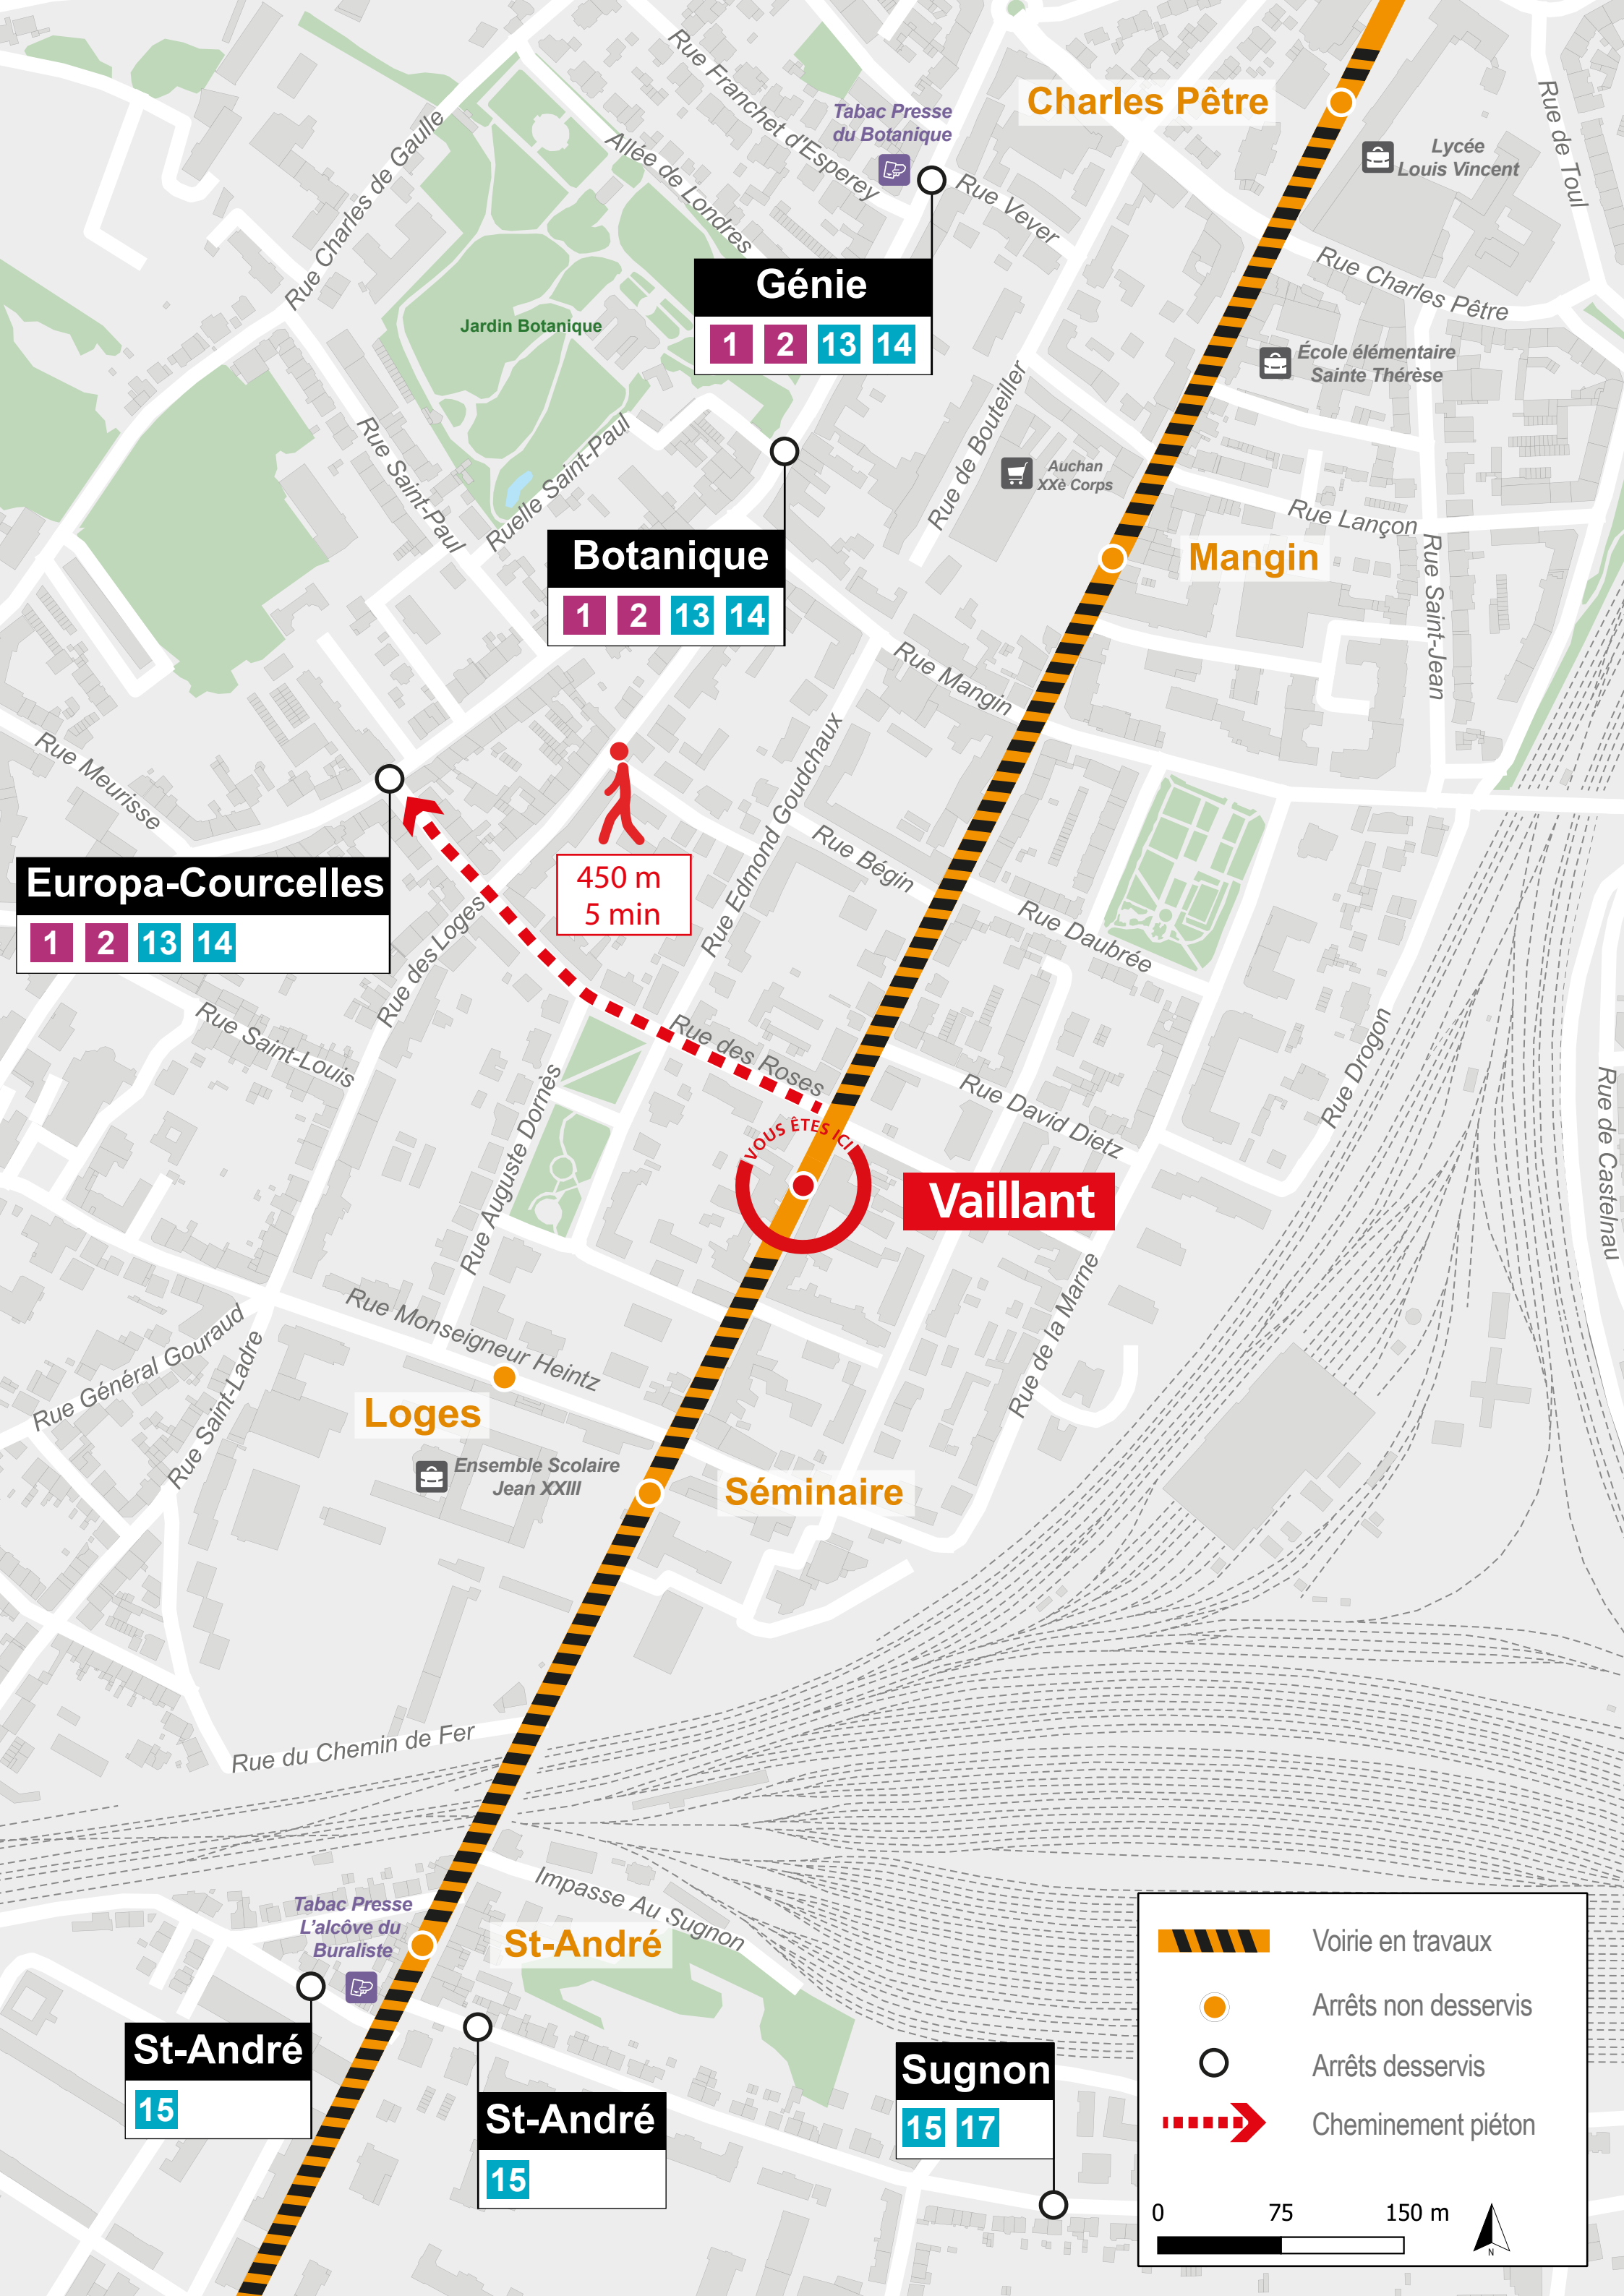 Rue Franchet d'Esperey
Tabac Presse
du Botanique
Charles Pêtre
Rue de Toul
Lycée
Louis Vincent
Rue Charles de Gaulle
Allée de Londres
Rue Vever
Génie
1 2 13 14
Rue Charles Pêtre
Jardin Botanique
École élémentaire
Sainte Thérèse
Rue Saint-Paul
Ruelle Saint-Paul
Rue de Bouteiller
Auchan
XXè Corps
Rue Lançon
Mangin
Rue Saint-Jean
Botanique
1 2 13 14
Rue Mangin
Rue Meurisse
Rue Edmond Goudchaux
Rue Bégin
Europa-Courcelles
1 2 13 14
450 m
5 min
Rue des Loges
Rue Daubrée
Rue Saint-Louis
Rue des Roses
Rue David Dietz
Rue Drogon
Rue de Castelnau
Rue Auguste Dornès
VOUS ÊTES ICI
Vaillant
Rue de la Marne
Rue Monseigneur Heintz
Rue Général Gouraud
Rue Saint-Ladre
Loges
Ensemble Scolaire
Jean XXIII
Séminaire
Rue du Chemin de Fer
Impasse Au Sugnon
Tabac Presse
L'alcôve du
Buraliste
St-André
St-André
15
St-André
15
Sugnon
15 17
Voirie en travaux
Arrêts non desservis
Arrêts desservis
Cheminement piéton
0 75 150 m
N